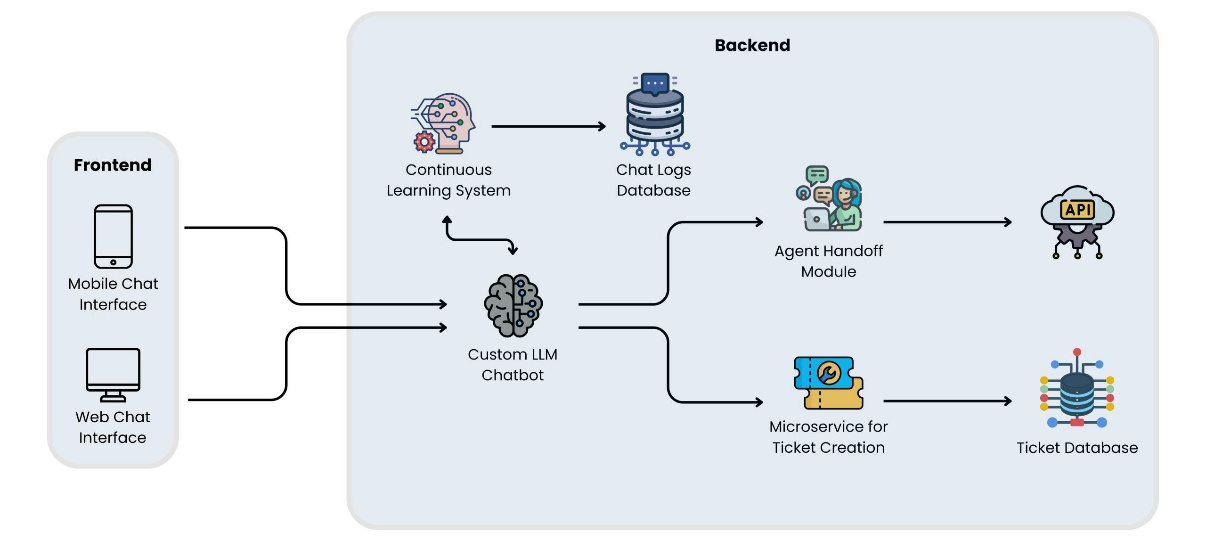 Backend
Frontend
Mobile Chat
Interface
Web Chat
Interface
Continuous
Learning System
Chat Logs
Database
Custom LLM
Chatbot
Agent Handoff
Module
API
Microservice for
Ticket Creation
Ticket Database